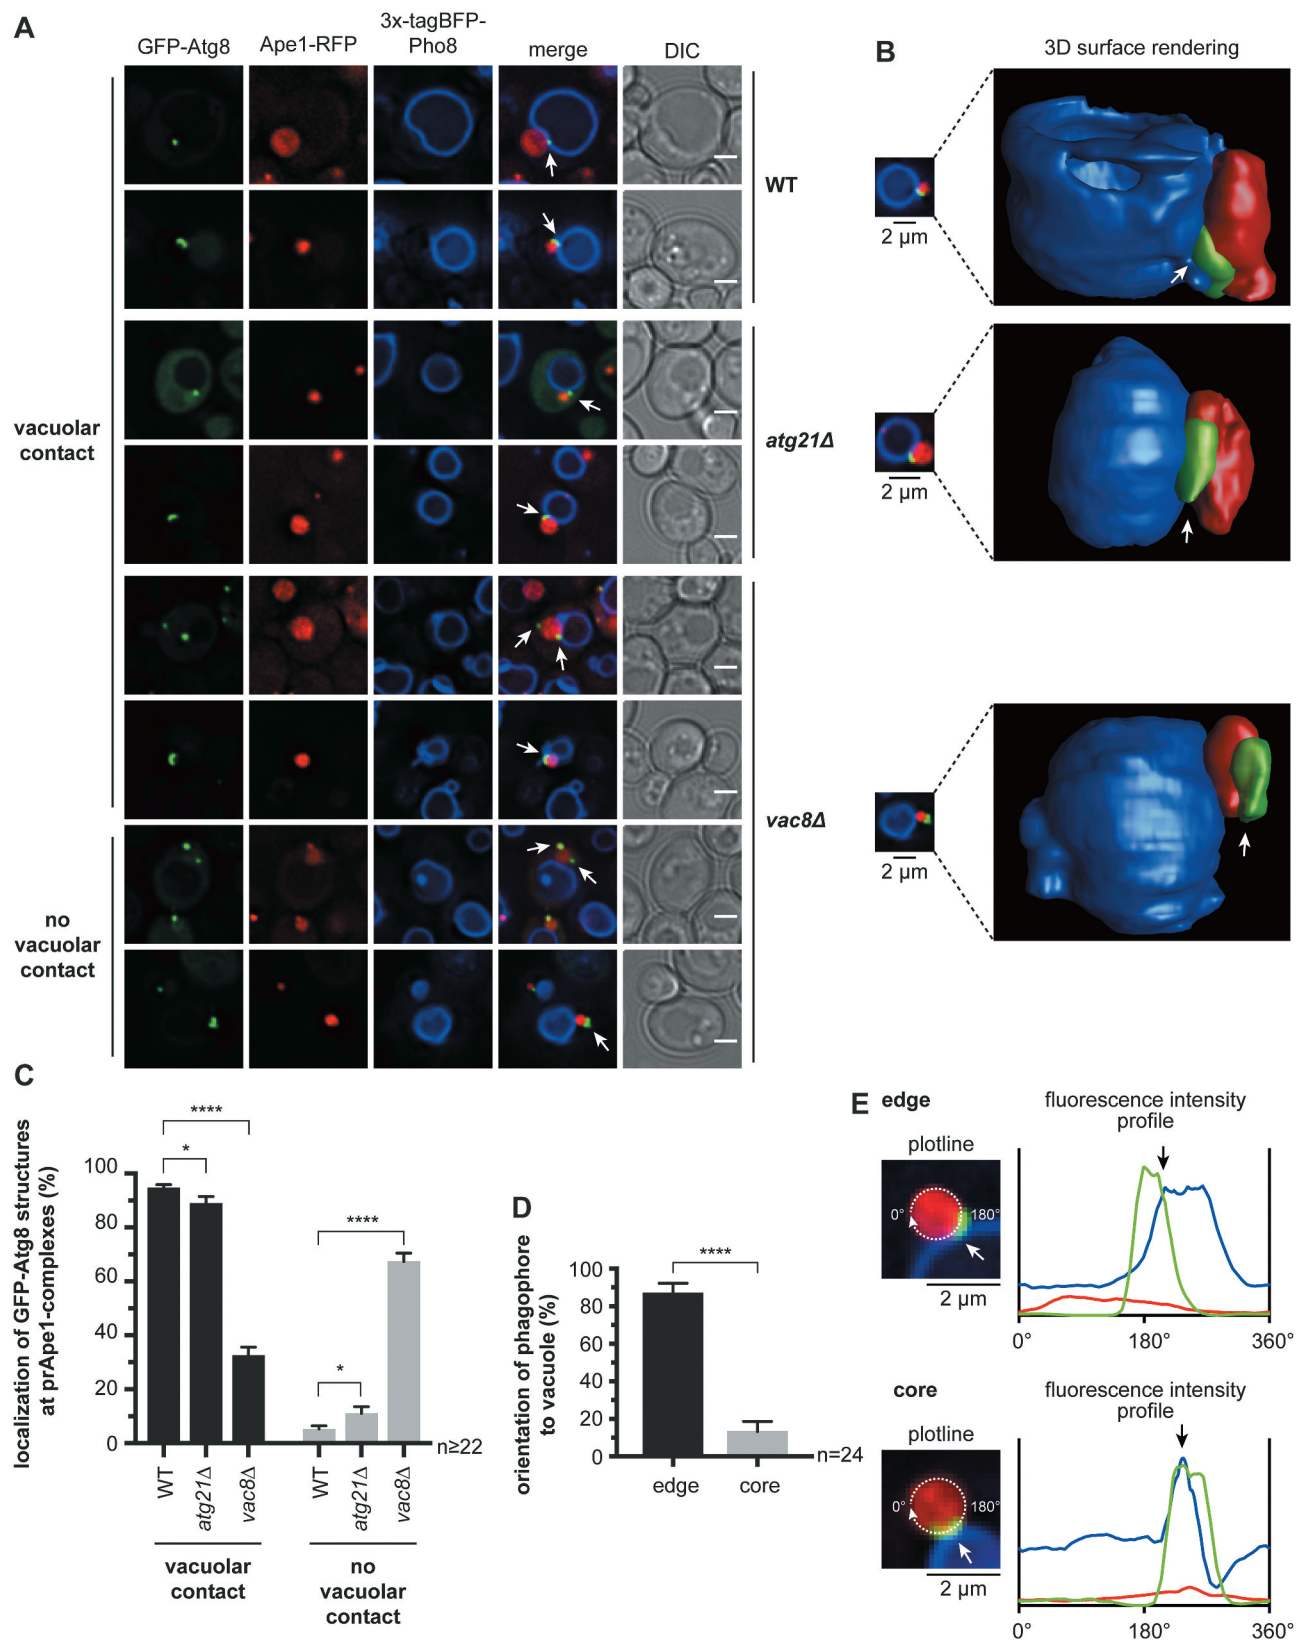 A
GFP-Atg8
Ape1-RFP
3x-tagBFP-
Pho8
merge
DIC
WT
atg21Δ
vac8Δ
vacuolar
contact
no
vacuolar
contact
B
3D surface rendering
2 µm
2 µm
2 µm
C
localization of GFP-Atg8 structures
at prApe1-complexes (%)
100
80
60
40
20
0
****
*
****
*
n≥22
WT
atg21Δ
vac8Δ
WT
atg21Δ
vac8Δ
vacuolar
contact
no
vacuolar
contact
D
orientation of phagophore
to vacuole (%)
100
80
60
40
20
0
****
n=24
edge
core
E
edge
plotline
0°
180°
2 µm
fluorescence intensity
profile
0°
180°
360°
core
plotline
0°
180°
2 µm
fluorescence intensity
profile
0°
180°
360°